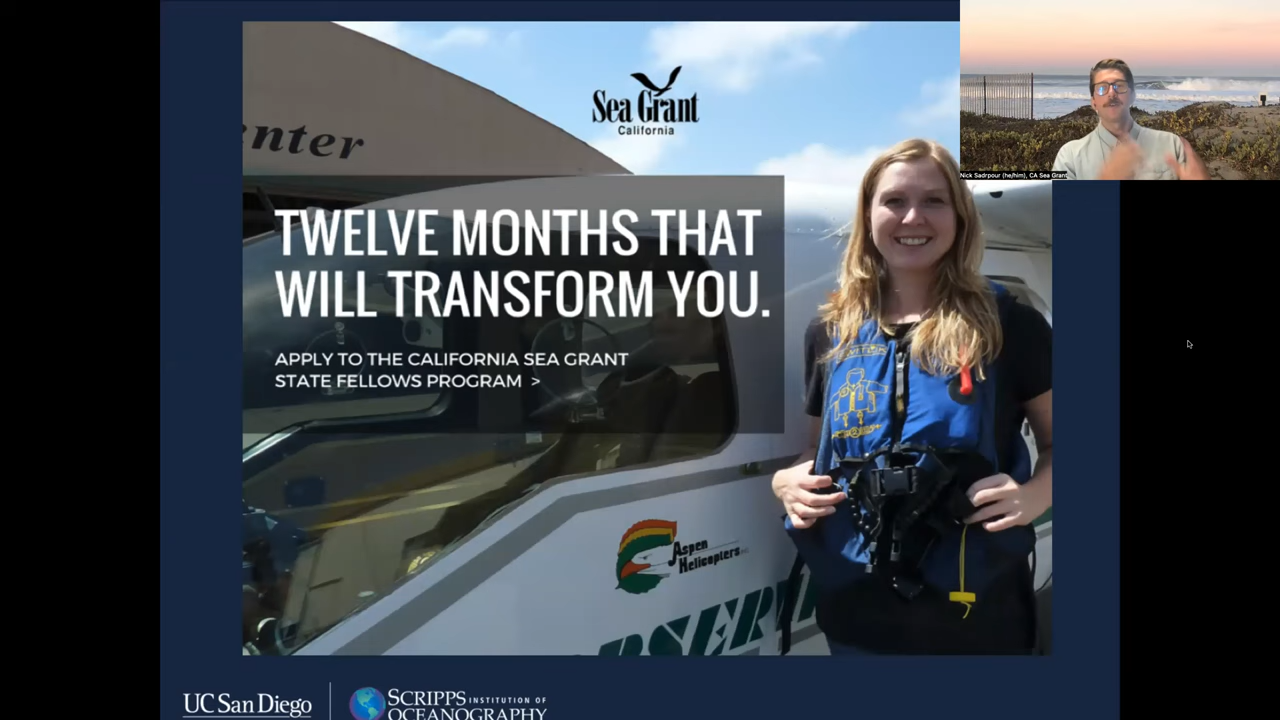 Sea Grant
California
enter
TWELVE MONTHS THAT
WILL TRANSFORM YOU.
APPLY TO THE CALIFORNIA SEA GRANT
STATE FELLOWS PROGRAM >
Aspen
Helicopters
Nick Sadrpour (he/him), CA Sea Grant
UC San Diego
SCRIPPS INSTITUTION OF
OCEANOGRAPHY